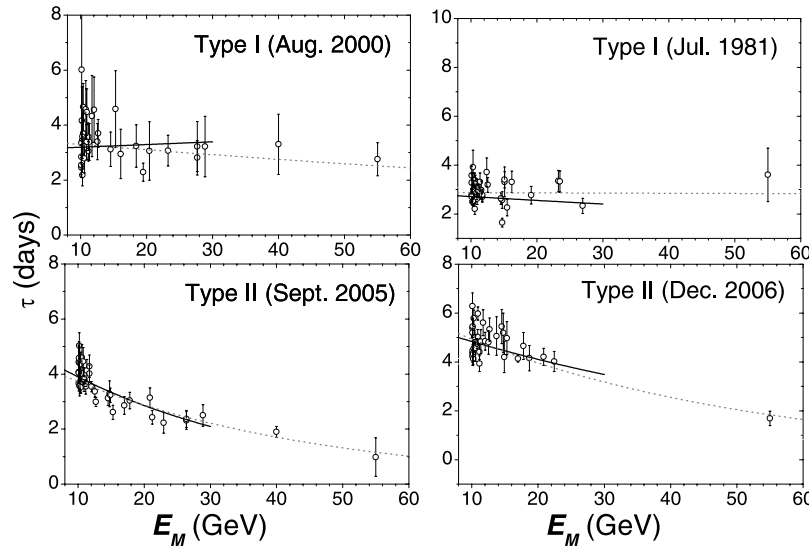 8
6
4
2
0
Type I (Aug. 2000)
10 20 30 40 50 60
10
8
6
4
2
Type I (Jul. 1981)
10 20 30 40 50 60
τ (days)
8
6
4
2
0
Type II (Sept. 2005)
10 20 30 40 50 60
E_M (GeV)
8
6
4
2
0
Type II (Dec. 2006)
10 20 30 40 50 60
E_M (GeV)